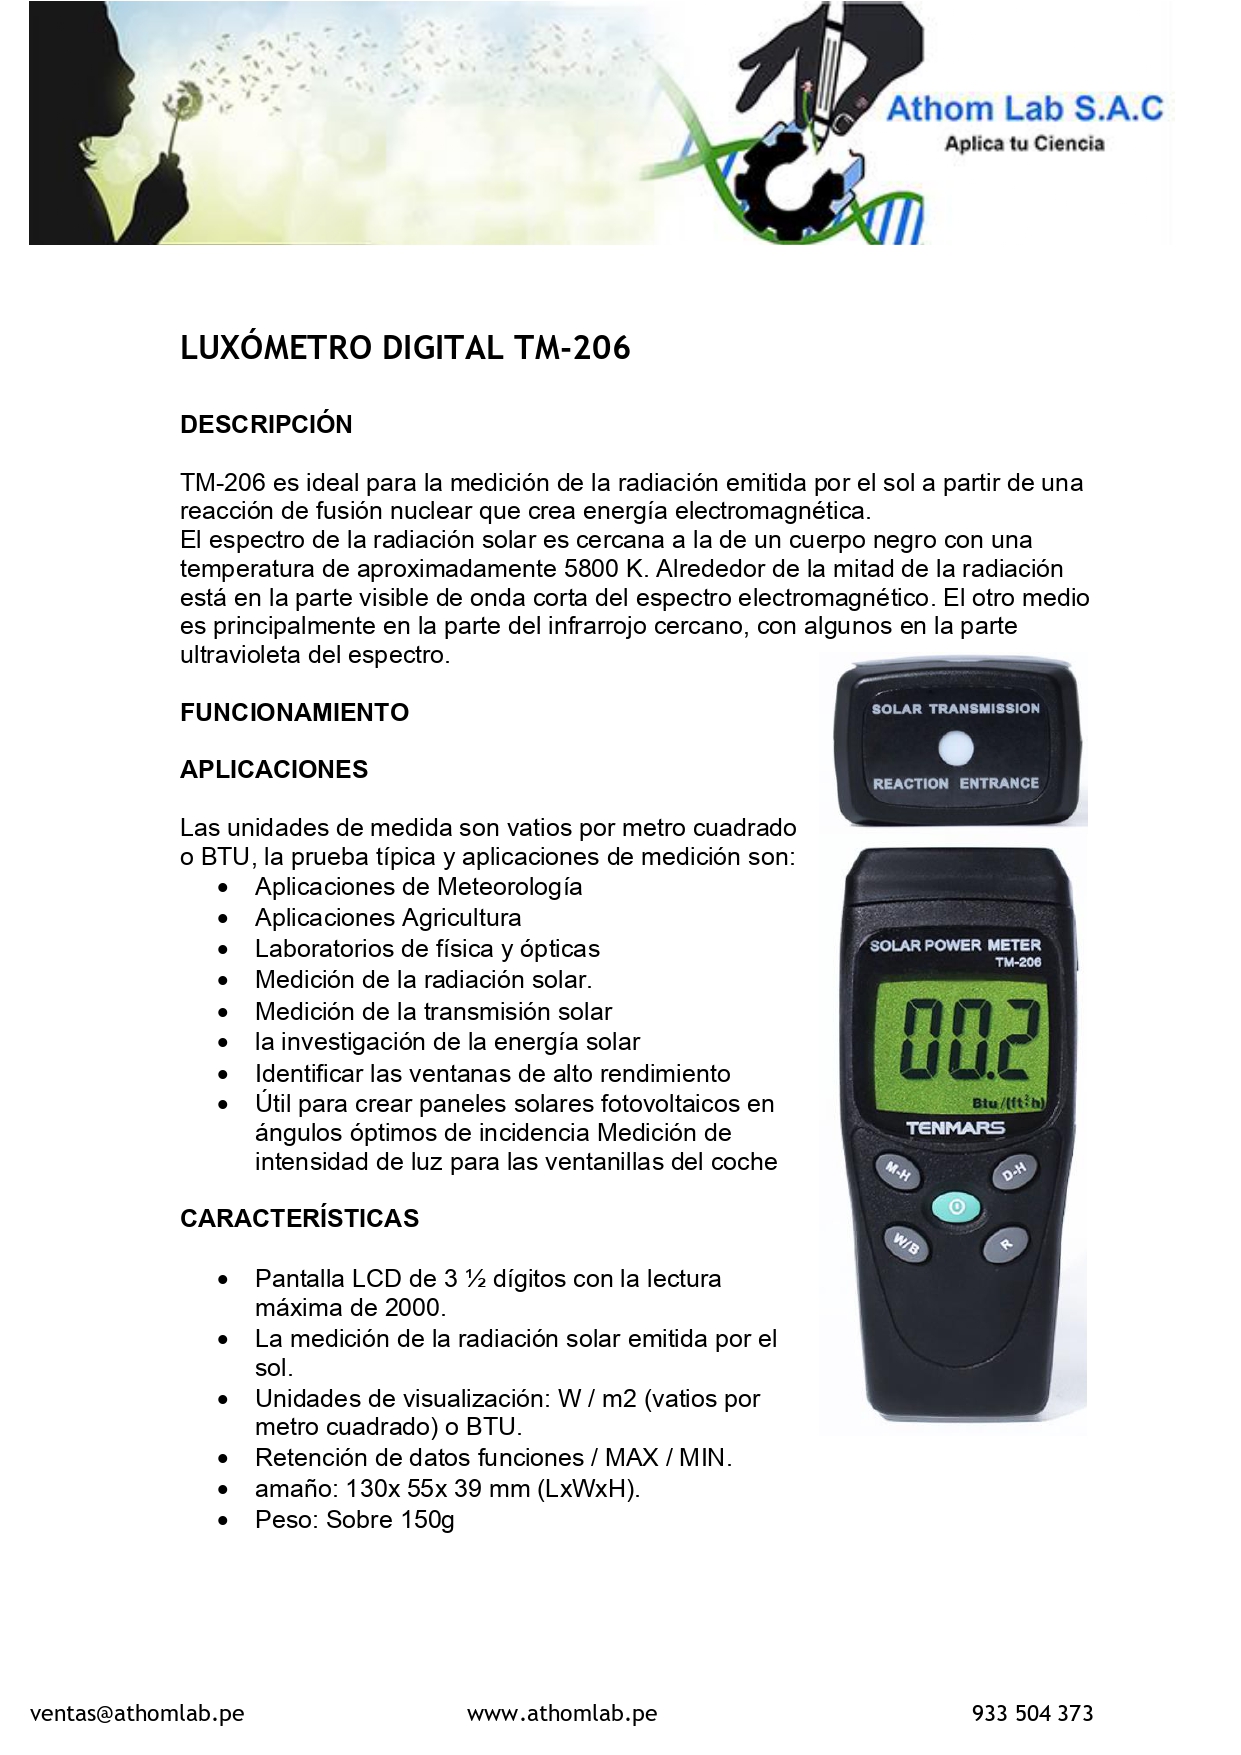 Athom Lab S.A.C
Aplica tu Ciencia
LUXÓMETRO DIGITAL TM-206
DESCRIPCIÓN
TM-206 es ideal para la medición de la radiación emitida por el sol a partir de una
reacción de fusión nuclear que crea energía electromagnética.
El espectro de la radiación solar es cercana a la de un cuerpo negro con una
temperatura de aproximadamente 5800 K. Alrededor de la mitad de la radiación
está en la parte visible de onda corta del espectro electromagnético. El otro medio
es principalmente en la parte del infrarrojo cercano, con algunos en la parte
ultravioleta del espectro.
FUNCIONAMIENTO
APLICACIONES
Las unidades de medida son vatios por metro cuadrado
o BTU, la prueba típica y aplicaciones de medición son:
• Aplicaciones de Meteorología
• Aplicaciones Agricultura
• Laboratorios de física y ópticas
• Medición de la radiación solar.
• Medición de la transmisión solar
• la investigación de la energía solar
• Identificar las ventanas de alto rendimiento
• Útil para crear paneles solares fotovoltaicos en
ángulos óptimos de incidencia Medición de
intensidad de luz para las ventanillas del coche
CARACTERÍSTICAS
• Pantalla LCD de 3 ½ dígitos con la lectura
máxima de 2000.
• La medición de la radiación solar emitida por el
sol.
• Unidades de visualización: W / m2 (vatios por
metro cuadrado) o BTU.
• Retención de datos funciones / MAX / MIN.
• amaño: 130x 55x 39 mm (LxWxH).
• Peso: Sobre 150g
SOLAR TRANSMISSION
REACTION ENTRANCE
SOLAR POWER METER
TM-206
00.2
Btu/(ft²·h)
TENMARS
M-H
D-H
W/B
R
ventas@athomlab.pe www.athomlab.pe 933 504 373